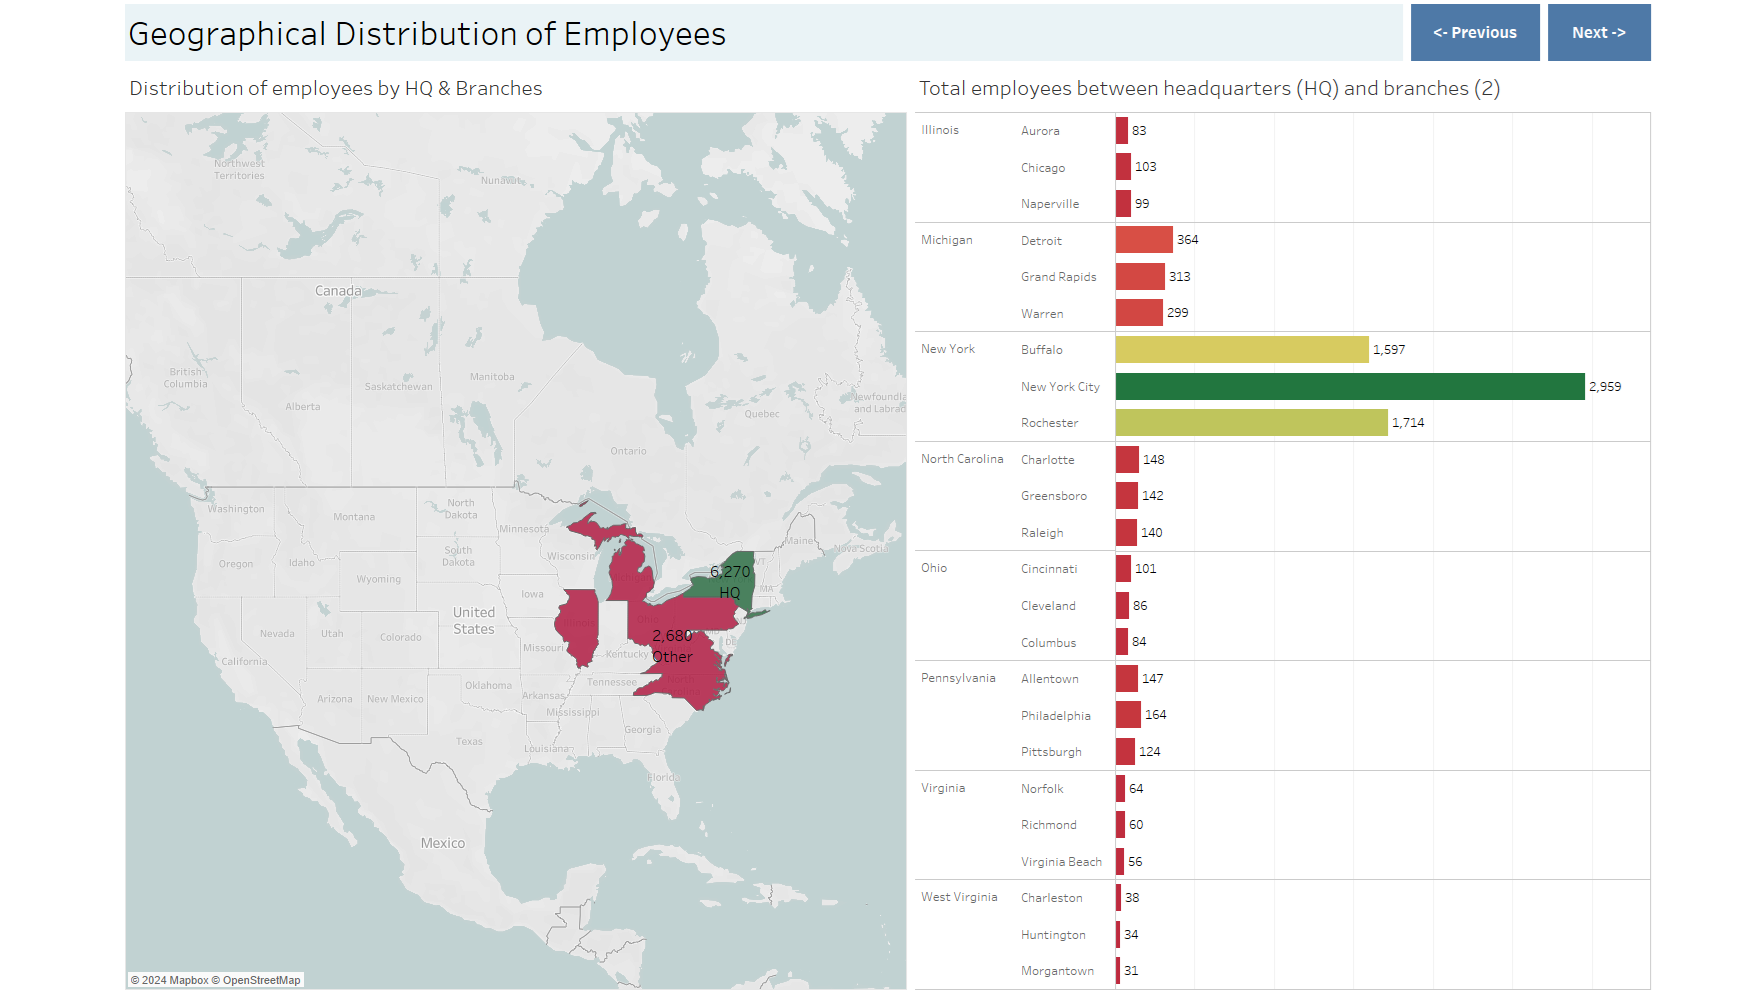 Geographical Distribution of Employees
<- Previous
Next ->
Distribution of employees by HQ & Branches
Total employees between headquarters (HQ) and branches (2)
Northwest
Territories
Nunavut
Canada
British
Columbia
Alberta
Saskatchewan
Manitoba
Ontario
Quebec
Newfoundla
and Labrad
Washington
Montana
North
Dakota
Minnesota
Maine
Nova Scotia
Oregon
Idaho
South
Dakota
Wisconsin
Michigan
VT
Wyoming
Iowa
MA
6,270
HQ
United
States
Nevada
Utah
Colorado
Illinois
Ohio
2,680
Other
DE
California
Missouri
Kentucky
Arizona
New Mexico
Oklahoma
Arkansas
Tennessee
Mississippi
Texas
Louisiana
Georgia
Florida
Mexico
© 2024 Mapbox © OpenStreetMap
Illinois Aurora 83
Chicago 103
Naperville 99
Michigan Detroit 364
Grand Rapids 313
Warren 299
New York Buffalo 1,597
New York City 2,959
Rochester 1,714
North Carolina Charlotte 148
Greensboro 142
Raleigh 140
Ohio Cincinnati 101
Cleveland 86
Columbus 84
Pennsylvania Allentown 147
Philadelphia 164
Pittsburgh 124
Virginia Norfolk 64
Richmond 60
Virginia Beach 56
West Virginia Charleston 38
Huntington 34
Morgantown 31